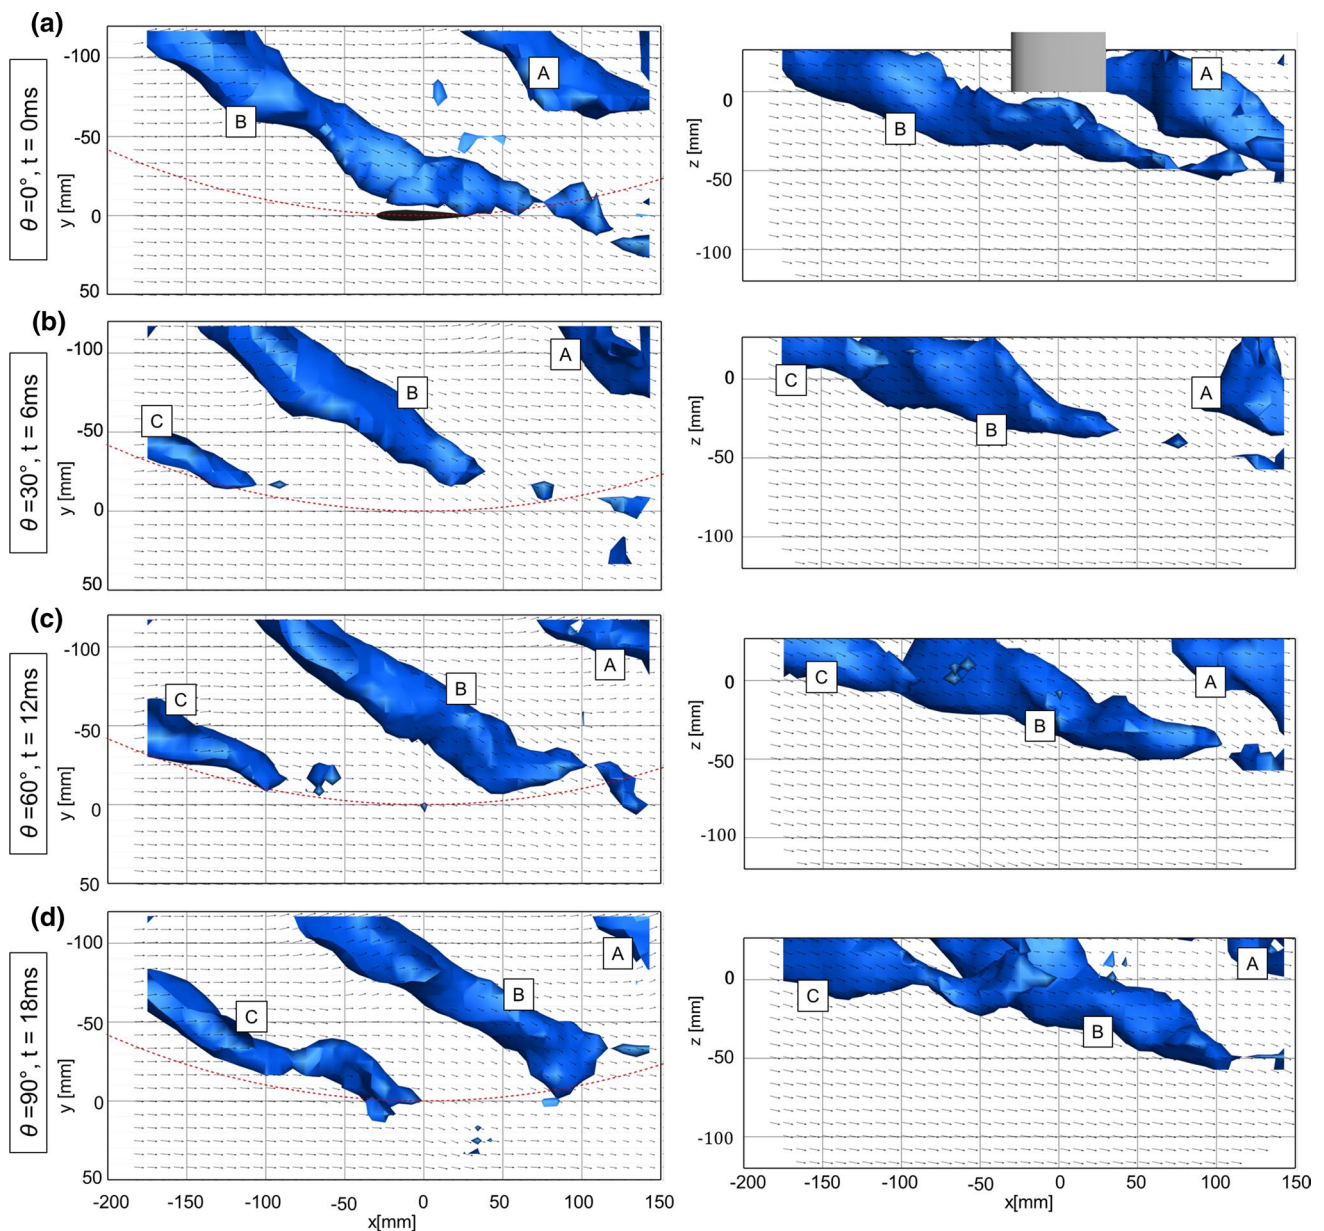 (a)
θ =0°, t = 0ms
y [mm]
-100
-50
0
50
A
B
z [mm]
0
-50
-100
A
B
(b)
θ =30°, t = 6ms
y [mm]
-100
-50
0
50
A
B
C
z [mm]
0
-50
-100
C
A
B
(c)
θ =60°, t = 12ms
y [mm]
-100
-50
0
50
A
B
C
z [mm]
0
-50
-100
C
A
B
(d)
θ =90°, t = 18ms
y [mm]
-100
-50
0
50
A
B
C
z [mm]
0
-50
-100
A
C
B
-200 -150 -100 -50 0 50 100 150
x[mm]
-200 -150 -100 -50 0 50 100 150
x[mm]